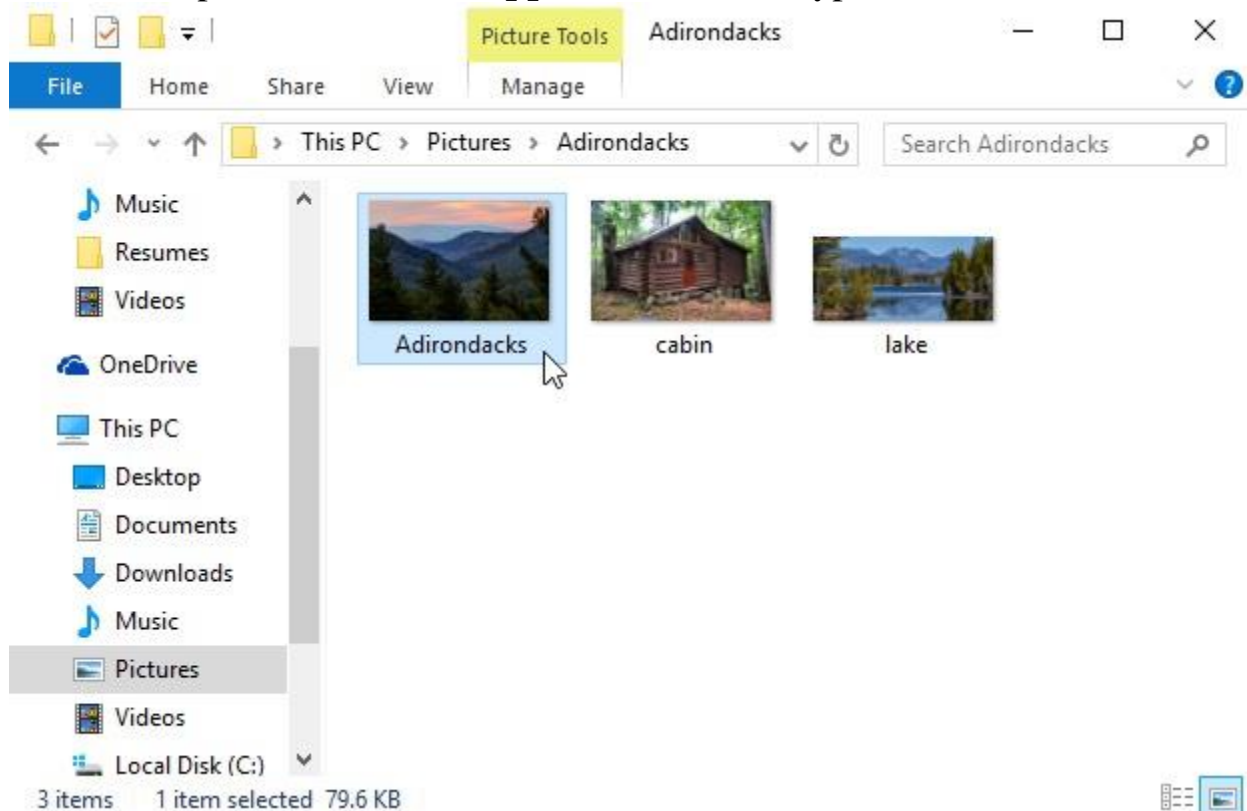 Picture Tools Adirondacks
File Home Share View Manage
This PC > Pictures > Adirondacks Search Adirondacks
Music
Resumes
Videos
OneDrive
This PC
Desktop
Documents
Downloads
Music
Pictures
Videos
Local Disk (C:)
Adirondacks cabin lake
3 items 1 item selected 79.6 KB